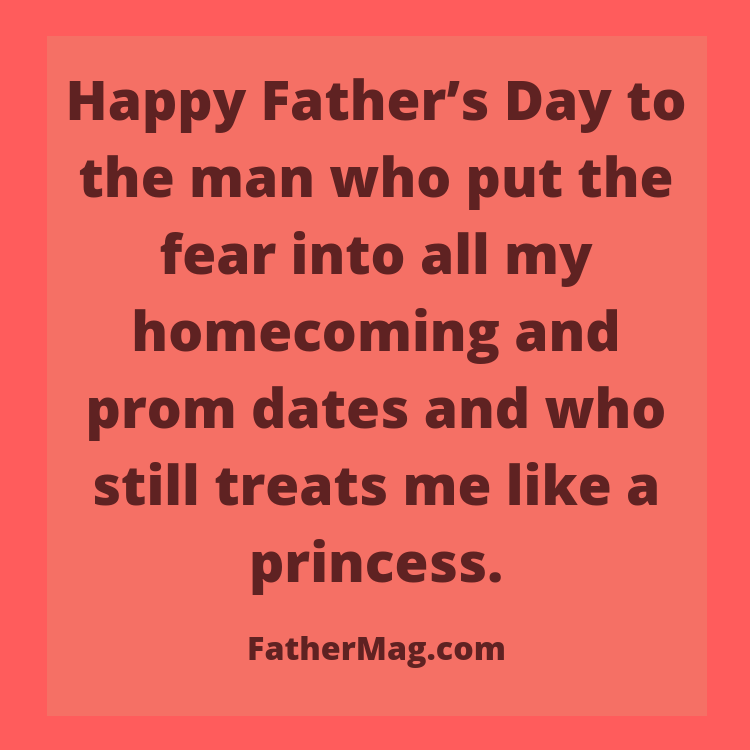 Happy Father’s Day to
the man who put the
fear into all my
homecoming and
prom dates and who
still treats me like a
princess.
FatherMag.com